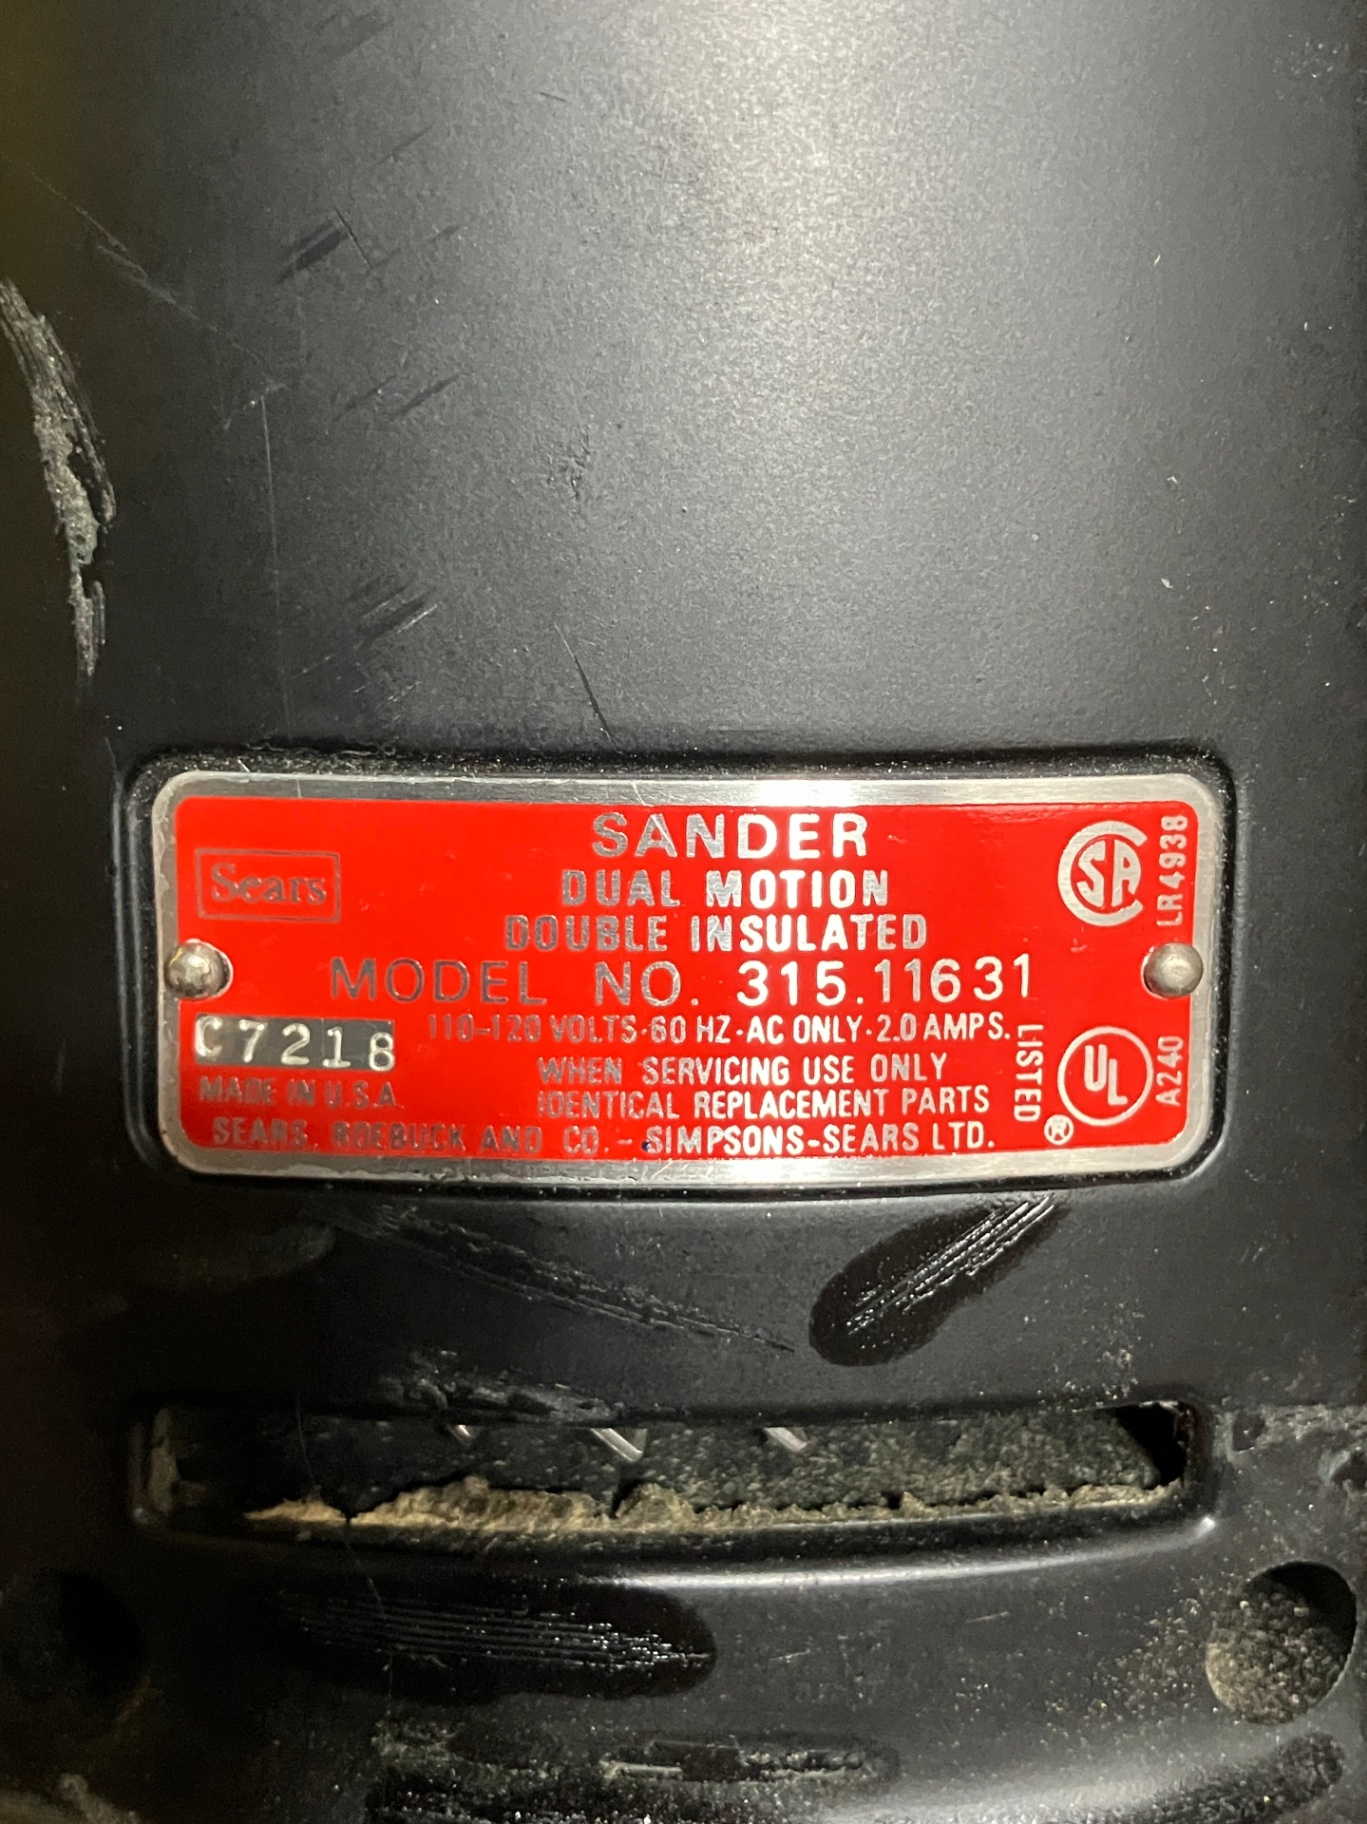 Sears
SANDER
DUAL MOTION
DOUBLE INSULATED
MODEL NO. 315.11631
C7218
110-120 VOLTS·60 HZ·AC ONLY·2.0 AMPS.
WHEN SERVICING USE ONLY
IDENTICAL REPLACEMENT PARTS
MADE IN U.S.A.
SEARS, ROEBUCK AND CO. - SIMPSONS-SEARS LTD.
SA
LR4938
LISTED
UL
®
A240